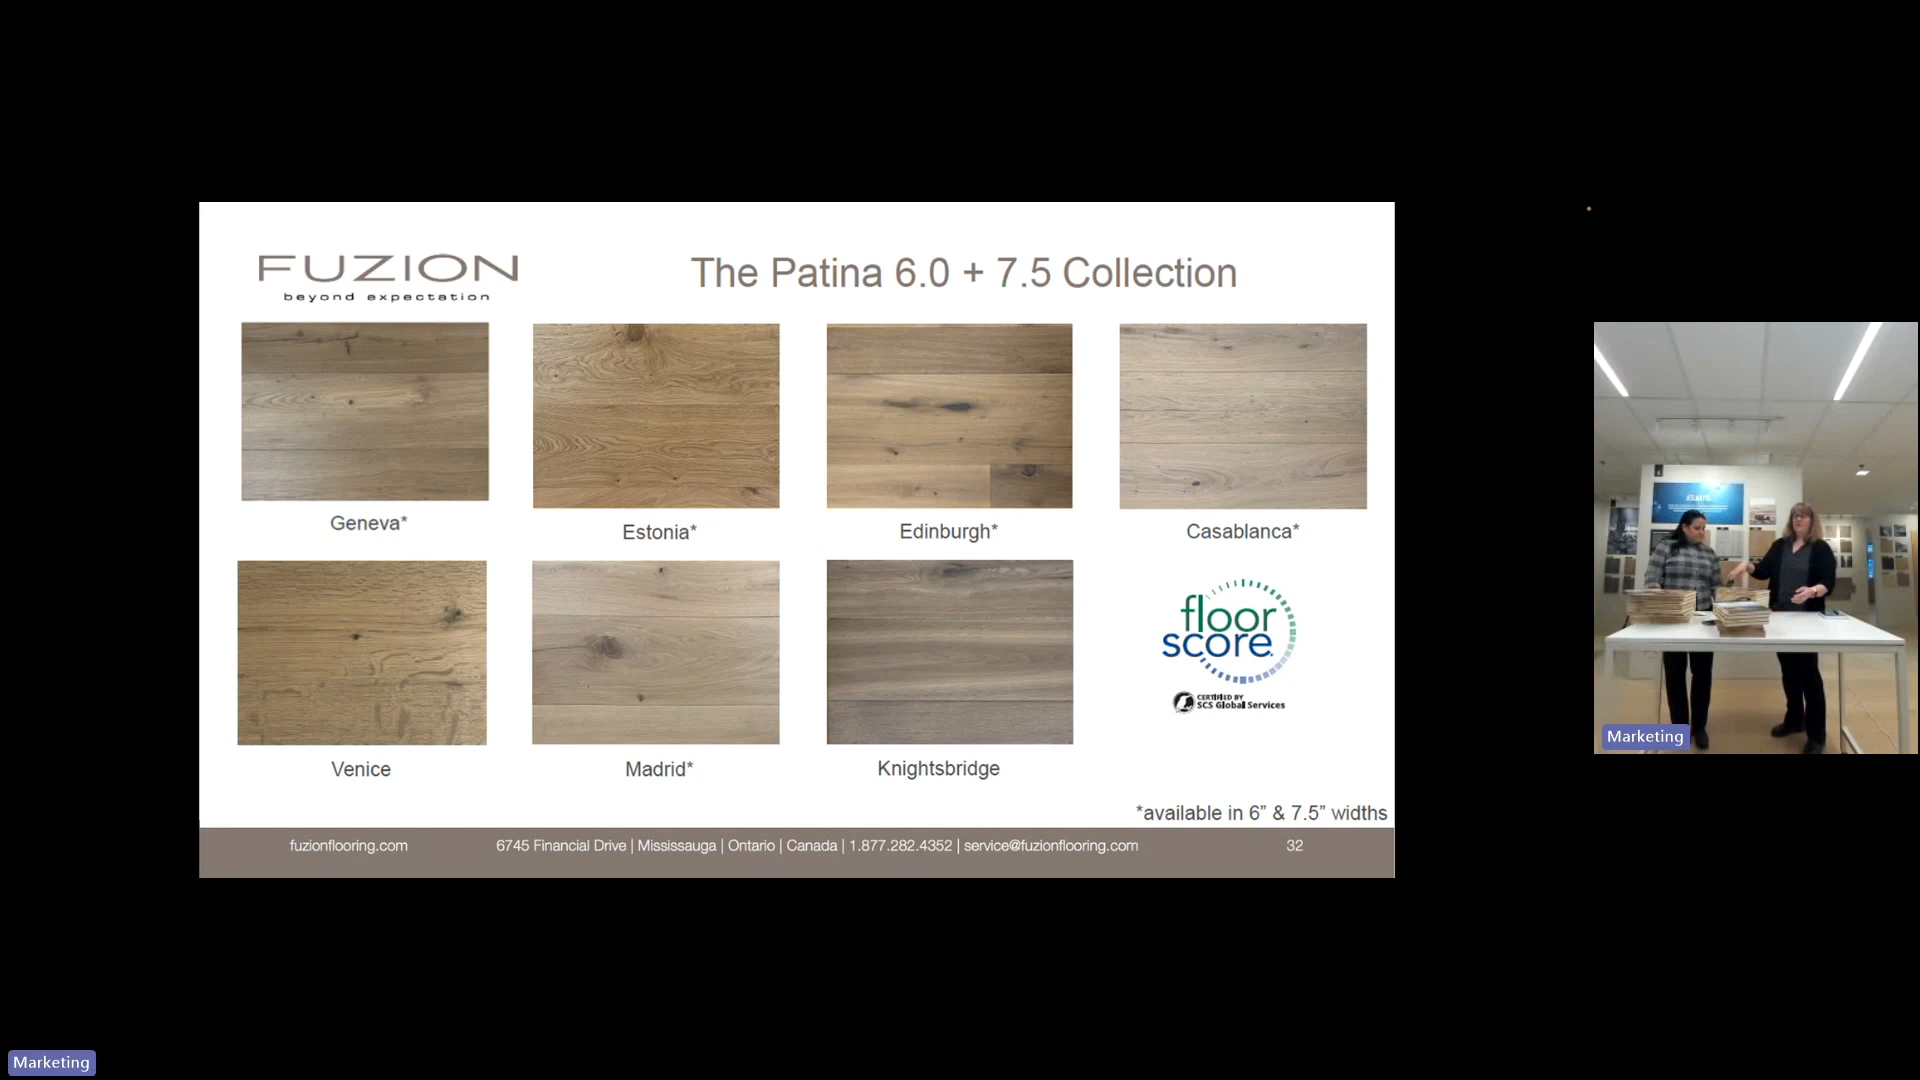 FUZION
beyond expectation
The Patina 6.0 + 7.5 Collection
Geneva*
Estonia*
Edinburgh*
Casablanca*
Venice
Madrid*
Knightsbridge
floor
score
CERTIFIED BY
SCS Global Services
*available in 6” & 7.5” widths
fuzionflooring.com
6745 Financial Drive | Mississauga | Ontario | Canada | 1.877.282.4352 | service@fuzionflooring.com
32
ATLANTIS
Marketing
Marketing